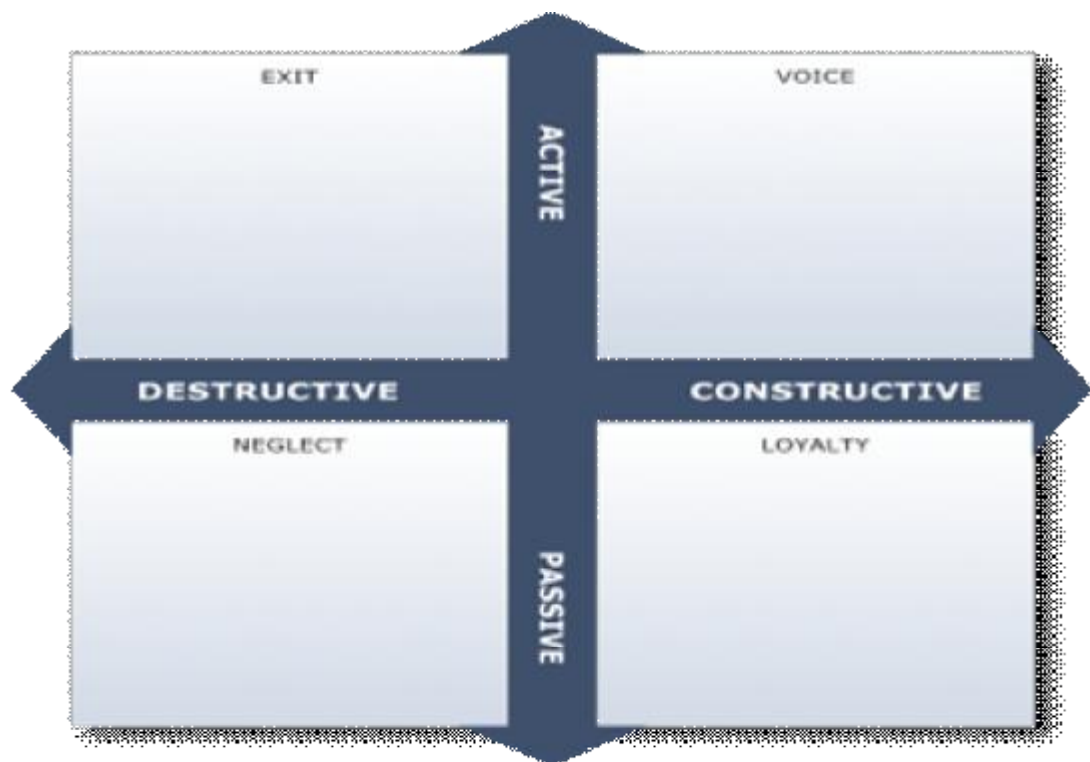 EXIT
VOICE
ACTIVE
DESTRUCTIVE
CONSTRUCTIVE
NEGLECT
LOYALTY
PASSIVE